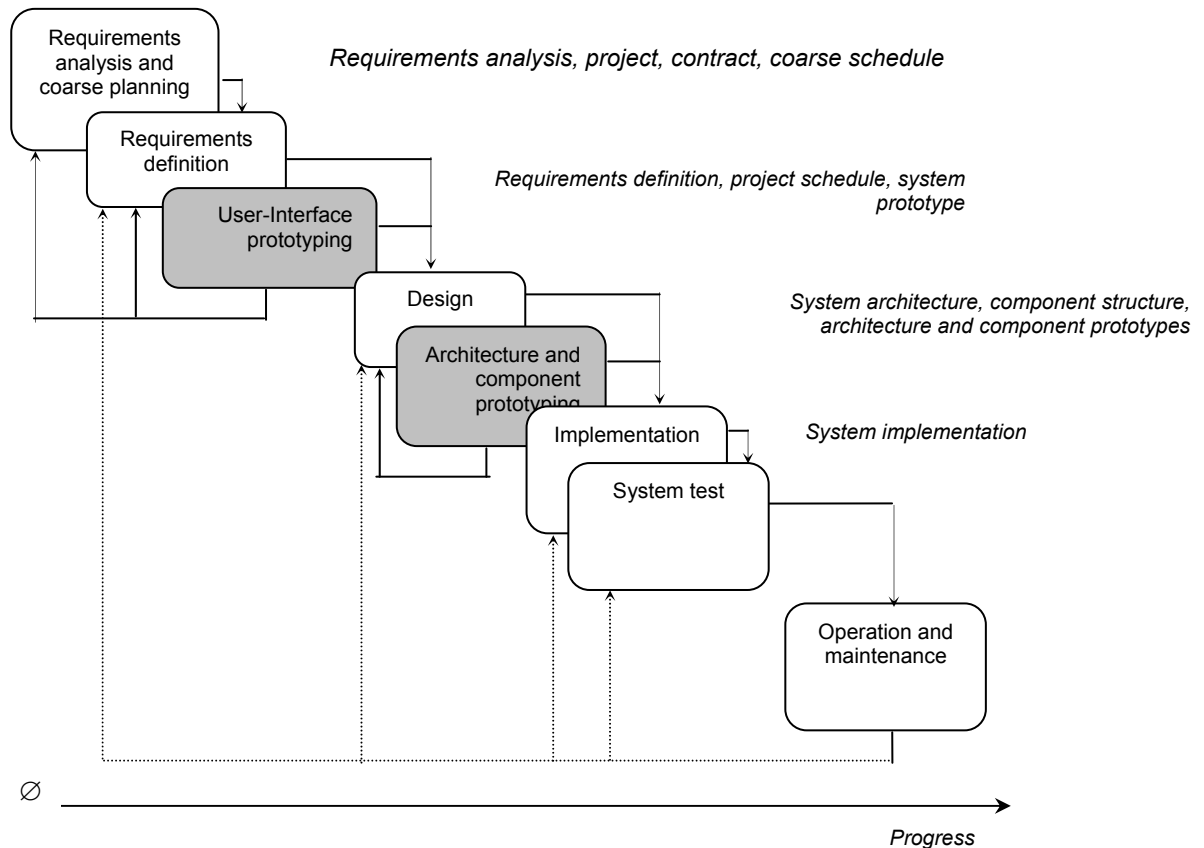 Requirements
analysis and
coarse planning
Requirements analysis, project, contract, coarse schedule
Requirements
definition
Requirements definition, project schedule, system
prototype
User-Interface
prototyping
Design
System architecture, component structure,
architecture and component prototypes
Architecture and
component
prototyping
Implementation
System implementation
System test
Operation and
maintenance
∅
Progress